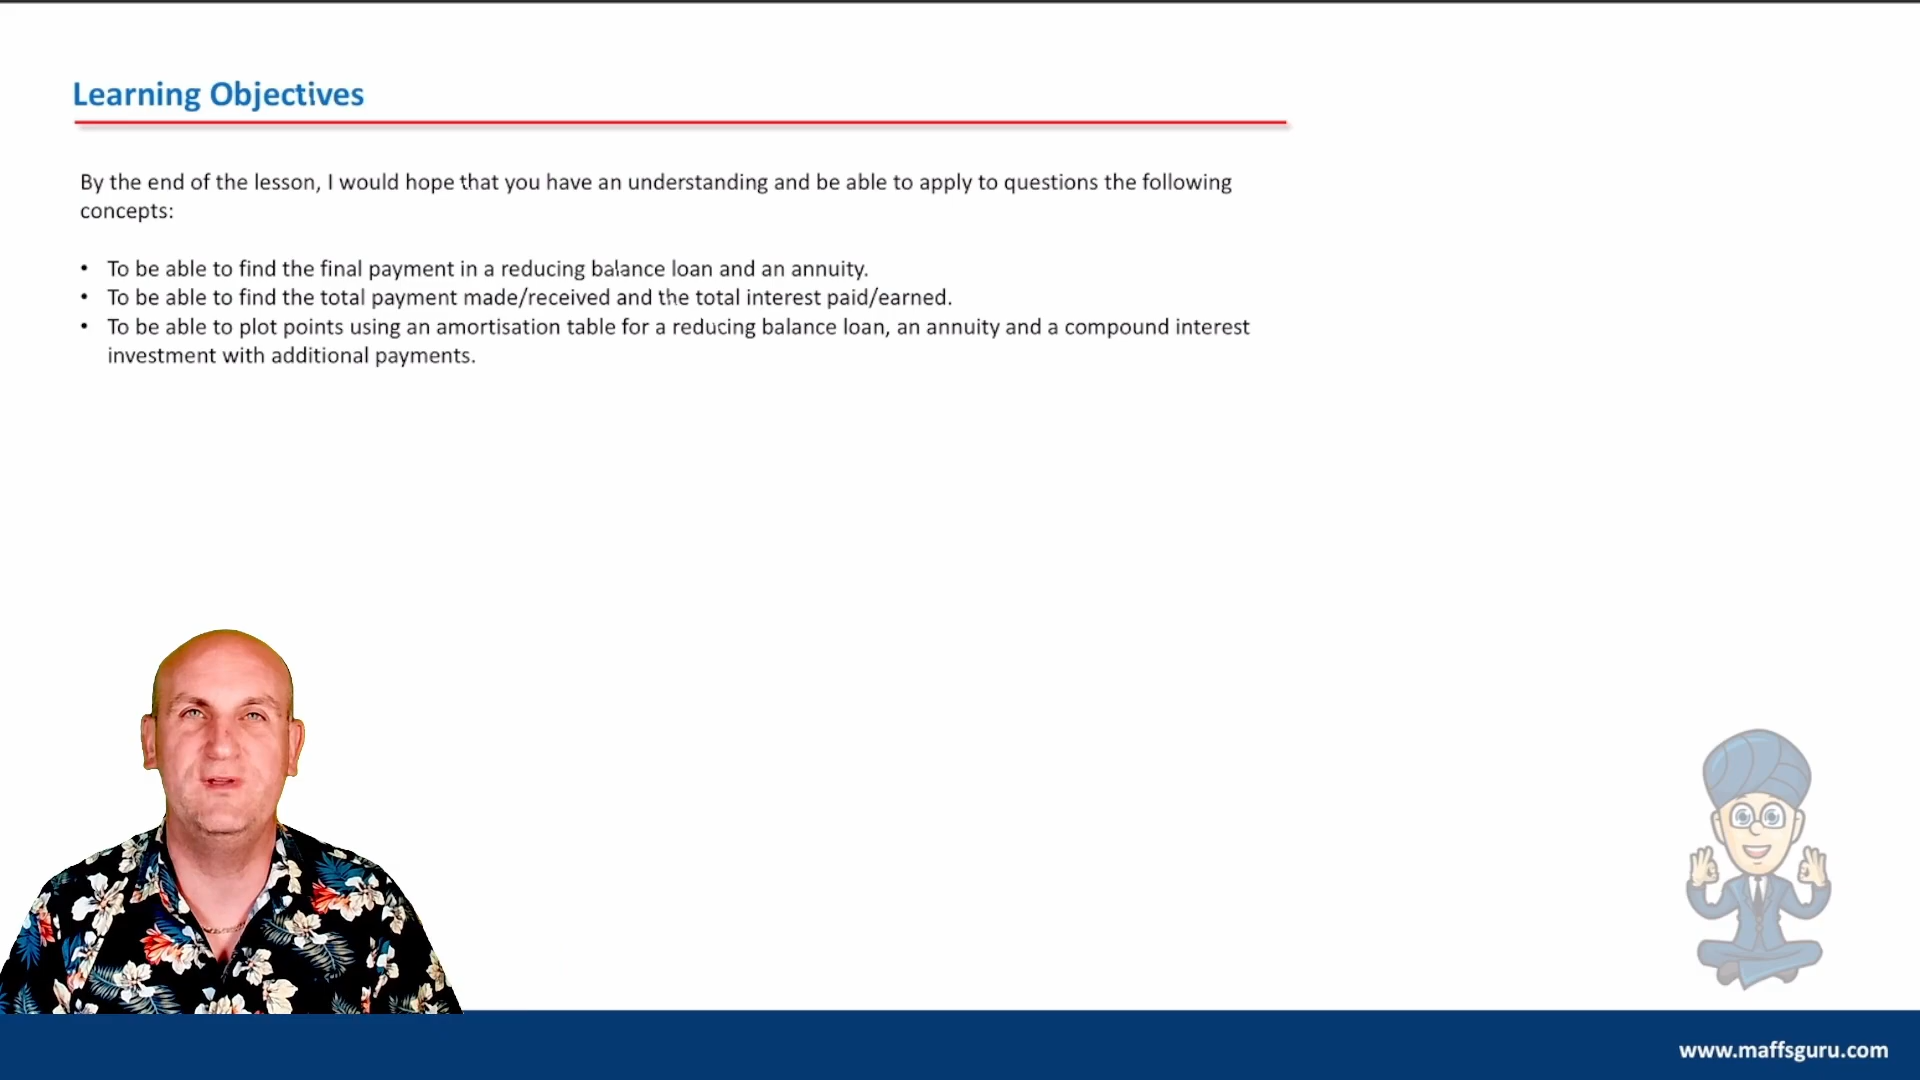 Learning Objectives
By the end of the lesson, I would hope that you have an understanding and be able to apply to questions the following
concepts:
• To be able to find the final payment in a reducing balance loan and an annuity.
• To be able to find the total payment made/received and the total interest paid/earned.
• To be able to plot points using an amortisation table for a reducing balance loan, an annuity and a compound interest
investment with additional payments.
www.maffsguru.com